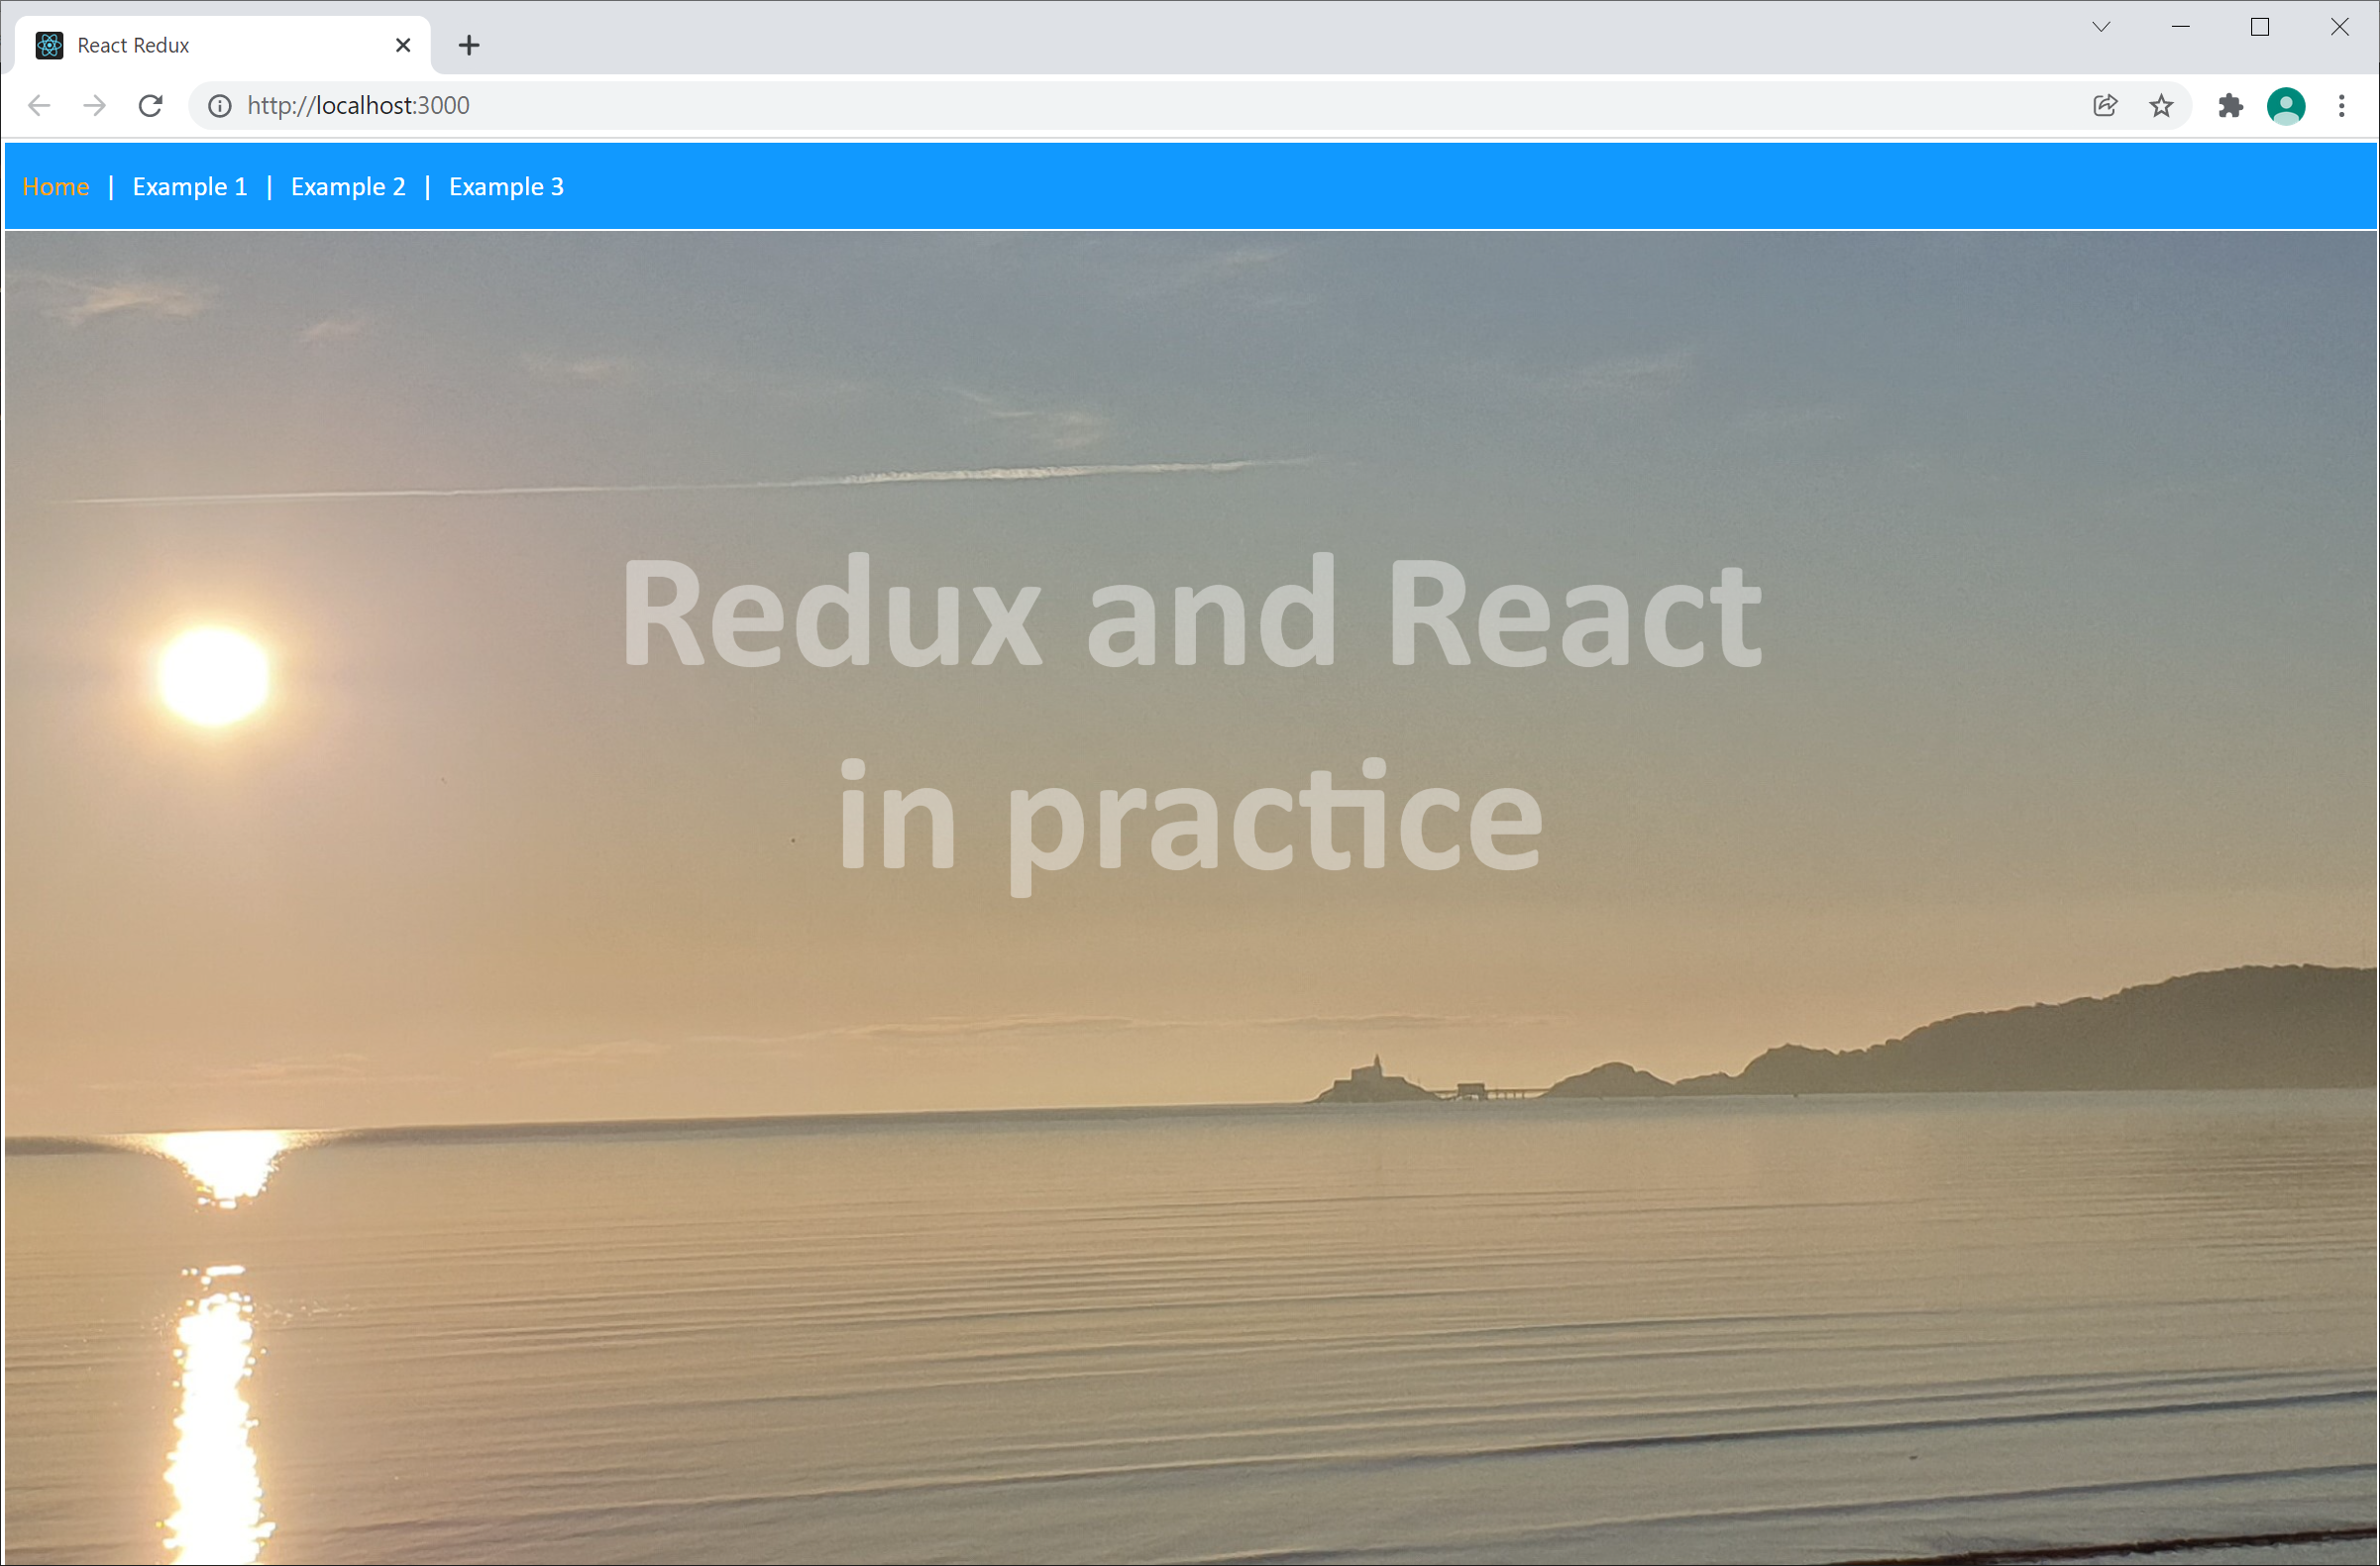 React Redux
http://localhost:3000
Home | Example 1 | Example 2 | Example 3
Redux and React
in practice